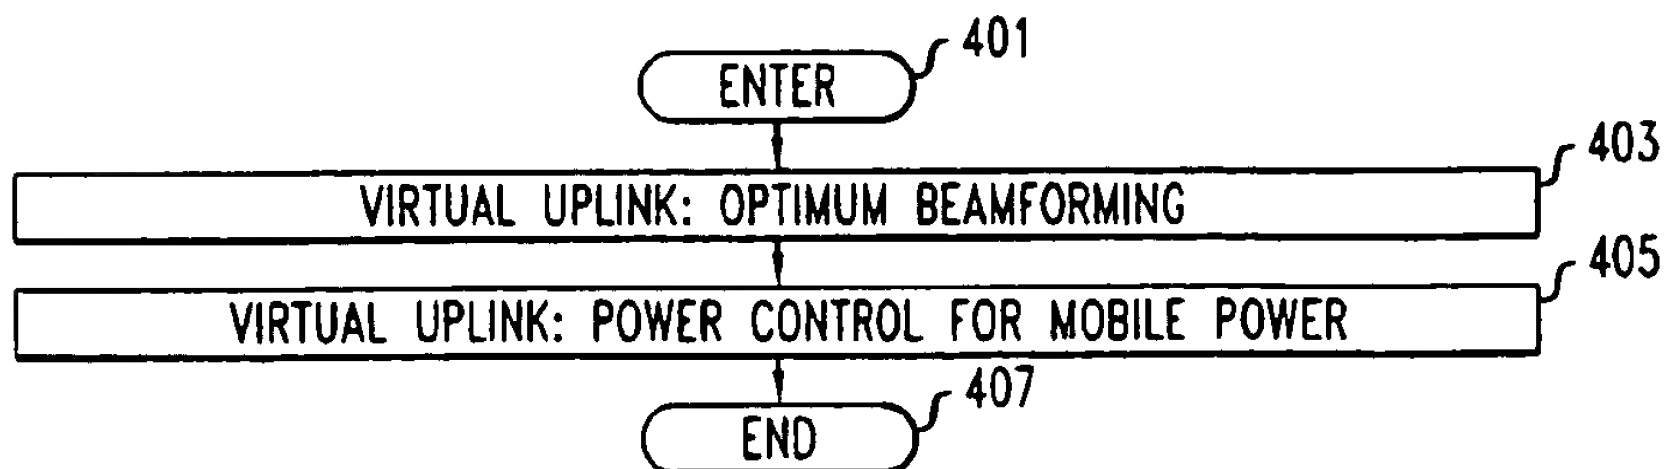 401
ENTER
403
VIRTUAL UPLINK: OPTIMUM BEAMFORMING
405
VIRTUAL UPLINK: POWER CONTROL FOR MOBILE POWER
407
END